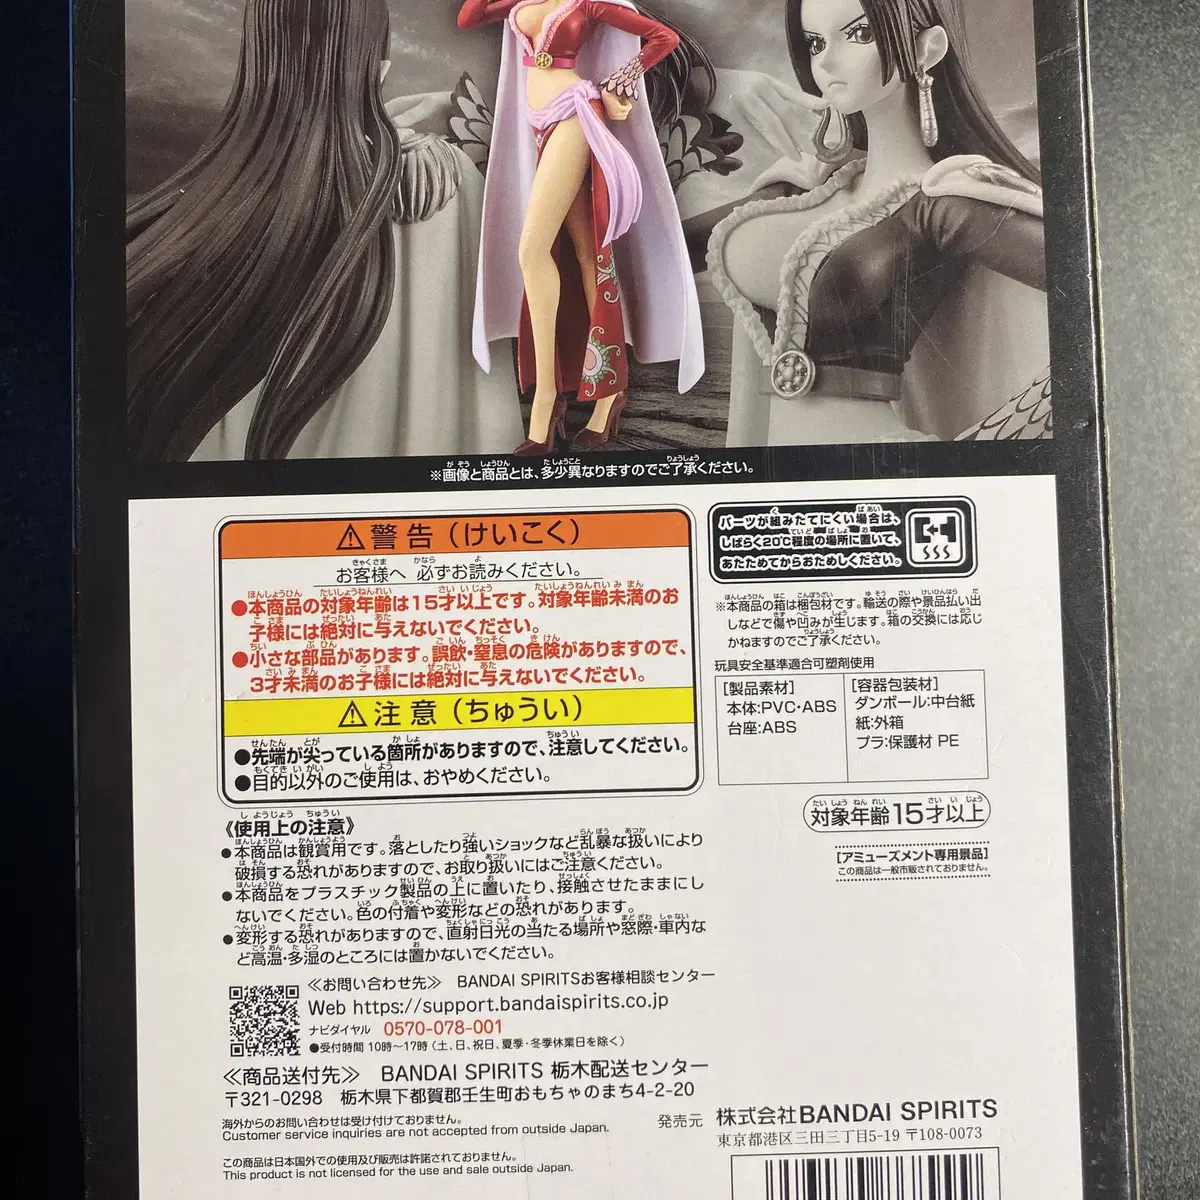 ※画像と商品とは、多少異なりますのでご了承ください。
⚠警告（けいこく）
お客様へ 必ずお読みください。
●本商品の対象年齢は15才以上です。対象年齢未満のお
子様には絶対に与えないでください。
●小さな部品があります。誤飲・窒息の危険がありますので、
3才未満のお子様には絶対に与えないでください。
⚠注意（ちゅうい）
●先端が尖っている箇所がありますので、注意してください。
●目的以外のご使用は、おやめください。
パーツが組みたてにくい場合は、
しばらく20℃程度の場所に置いて、
あたためてからおためしください。
※本商品の箱は梱包材です。輸送の際や景品払い出
しなどで傷や凹みが生じます。箱の交換には応じ
かねますのでご了承ください。
玩具安全基準適合可塑剤使用
[製品素材]
本体:PVC・ABS
台座:ABS
[容器包装材]
ダンボール:中台紙
紙:外箱
プラ:保護材 PE
対象年齢15才以上
[アミューズメント専用景品]
この商品は一般市販されておりません。
《使用上の注意》
●本商品は観賞用です。落としたり強いショックなど乱暴な扱いにより
破損する恐れがありますので、お取り扱いにはご注意ください。
●本商品をプラスチック製品の上に置いたり、接触させたままにし
ないでください。色の付着や変形などの恐れがあります。
●変形する恐れがありますので、直射日光の当たる場所や窓際・車内な
ど高温・多湿のところには置かないでください。
≪お問い合わせ先≫ BANDAI SPIRITSお客様相談センター
Web https://support.bandaispirits.co.jp
ナビダイヤル 0570-078-001
●受付時間 10時〜17時（土、日、祝日、夏季・冬季休業日を除く）
≪商品送付先≫ BANDAI SPIRITS 栃木配送センター
〒321-0298 栃木県下都賀郡壬生町おもちゃのまち4-2-20
海外からのお問い合わせは受け付けておりません。
Customer service inquiries are not accepted from outside Japan.
この商品は日本国外での使用及び販売は許諾されておりません。
This product is not licensed for the use and sale outside Japan.
発売元 株式会社BANDAI SPIRITS
東京都港区三田三丁目5-19 〒108-0073